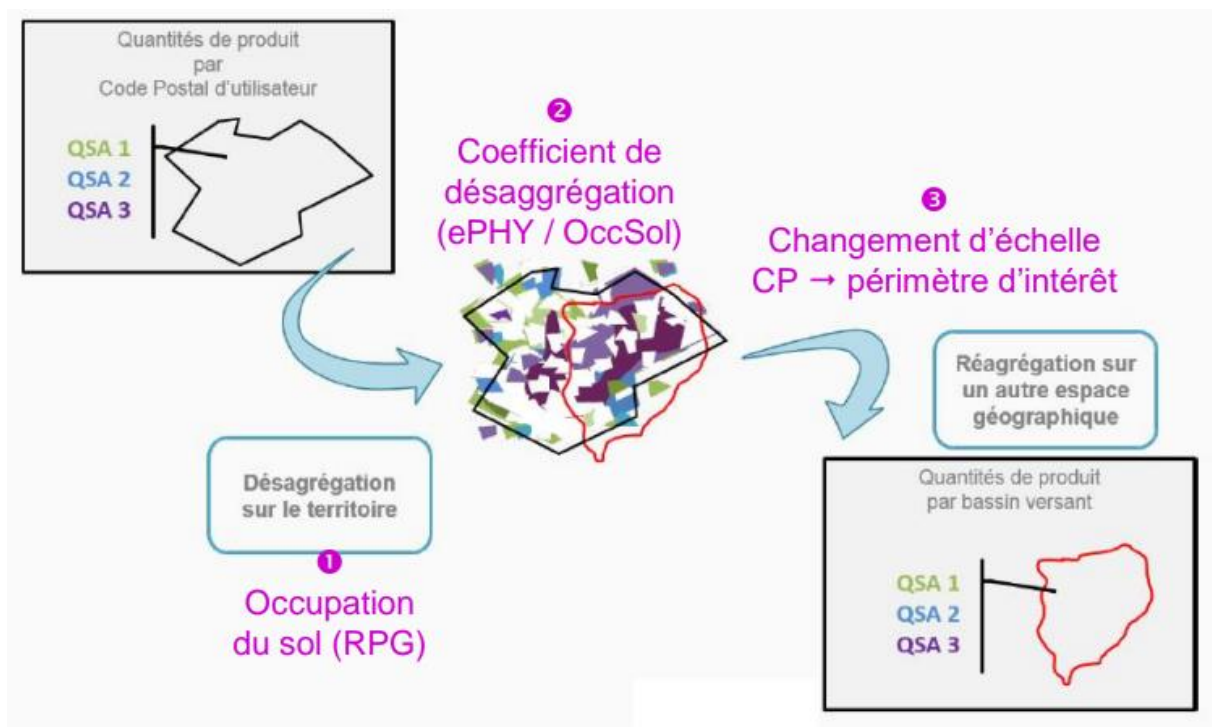 Quantités de produit
par
Code Postal d'utilisateur
QSA 1
QSA 2
QSA 3
❷
Coefficient de
désaggrégation
(ePHY / OccSol)
❸
Changement d'échelle
CP → périmètre d'intérêt
Désagrégation
sur le territoire
❶
Occupation
du sol (RPG)
Réagrégation sur
un autre espace
géographique
Quantités de produit
par bassin versant
QSA 1
QSA 2
QSA 3